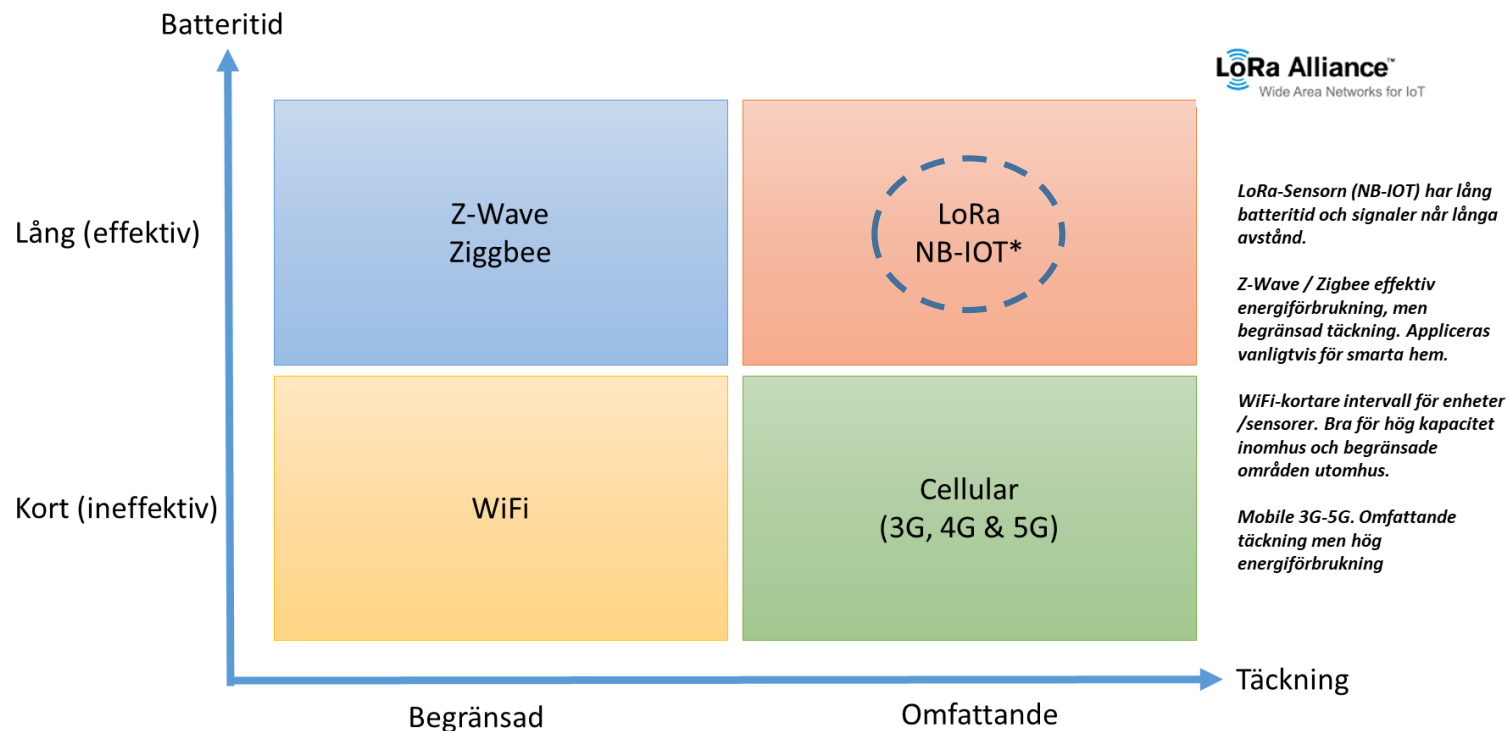 Batteritid
LoRa Alliance™
Wide Area Networks for IoT
Lång (effektiv)
Z-Wave
Ziggbee
LoRa
NB-IOT*
Kort (ineffektiv)
WiFi
Cellular
(3G, 4G & 5G)
LoRa-Sensorn (NB-IOT) har lång
batteritid och signaler når långa
avstånd.
Z-Wave / Zigbee effektiv
energiförbrukning, men
begränsad täckning. Appliceras
vanligtvis för smarta hem.
WiFi-kortare intervall för enheter
/sensorer. Bra för hög kapacitet
inomhus och begränsade
områden utomhus.
Mobile 3G-5G. Omfattande
täckning men hög
energiförbrukning
Täckning
Begränsad
Omfattande